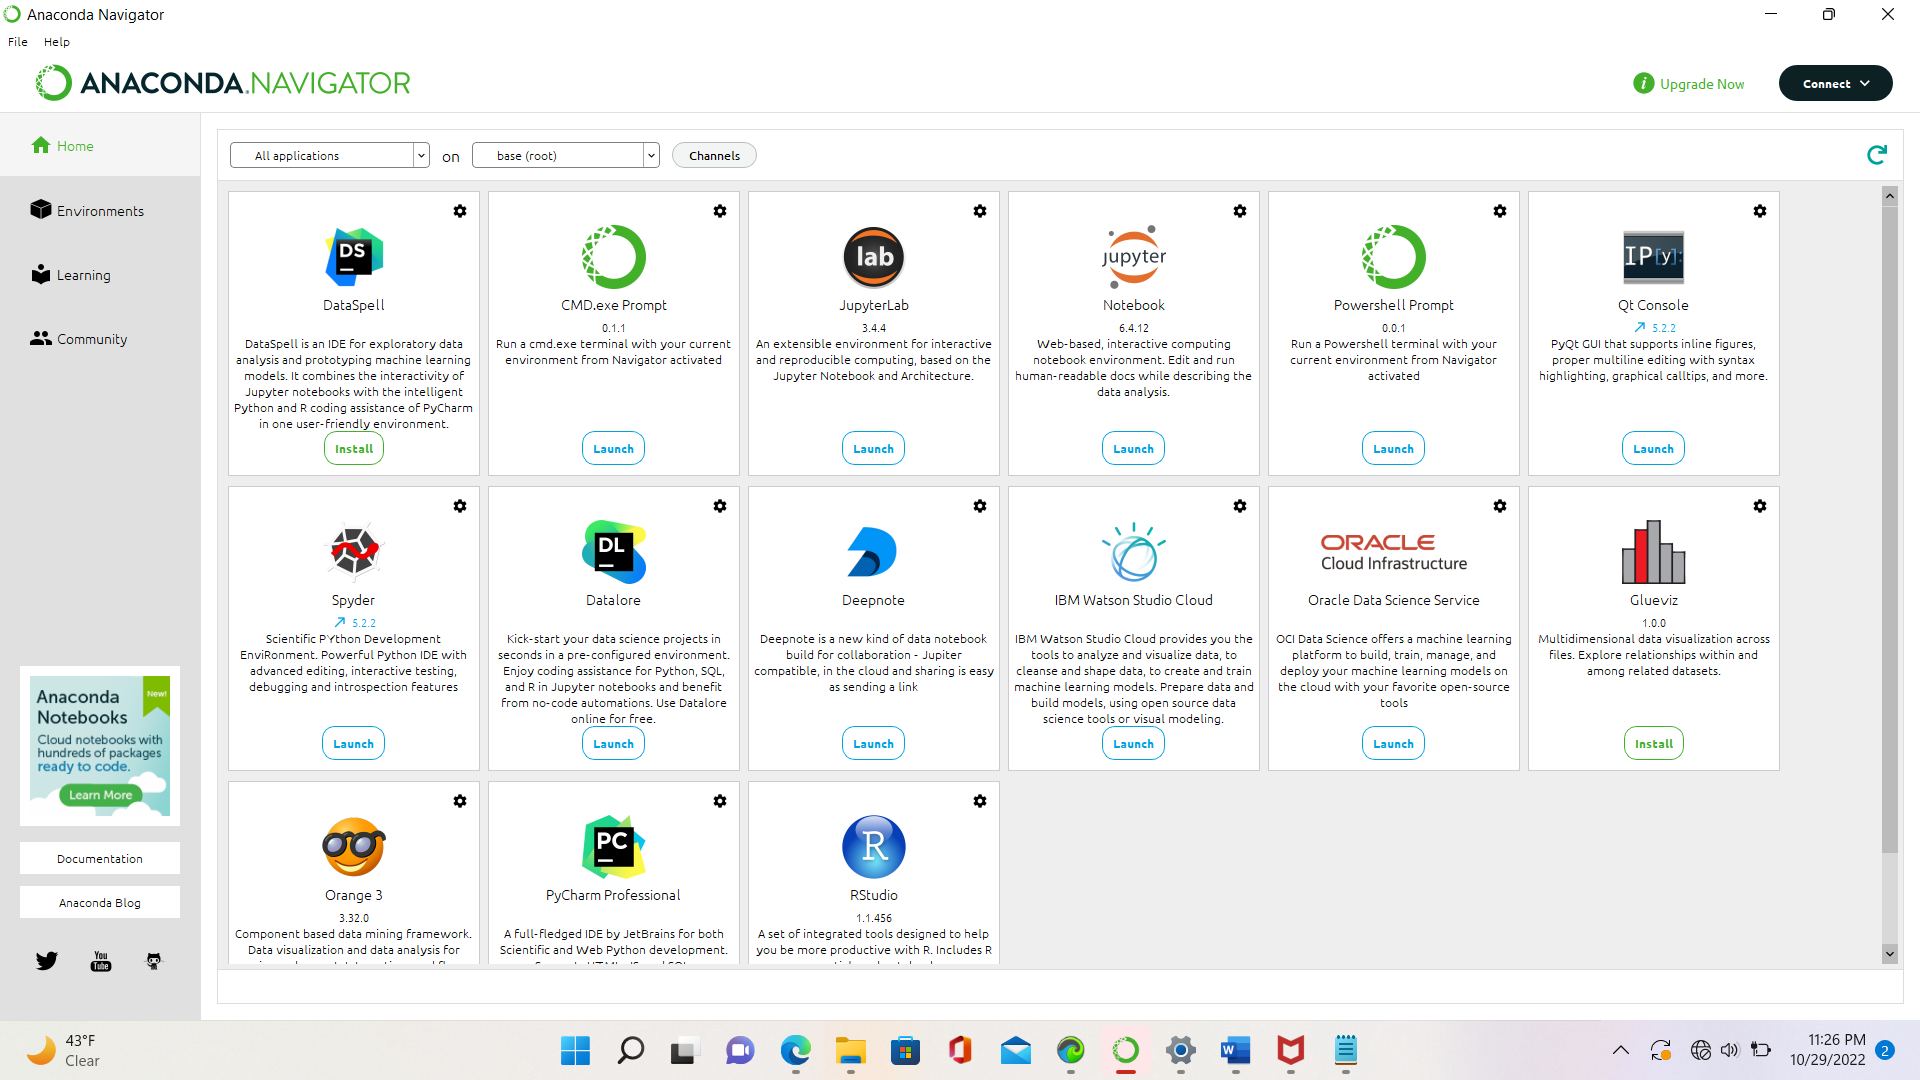 Anaconda Navigator
File Help
ANACONDA.NAVIGATOR
i Upgrade Now
Connect
Home
Environments
Learning
Community
All applications on base (root) Channels
DS
DataSpell
DataSpell is an IDE for exploratory data
analysis and prototyping machine learning
models. It combines the interactivity of
Jupyter notebooks with the intelligent
Python and R coding assistance of PyCharm
in one user-friendly environment.
Install
CMD.exe Prompt
0.1.1
Run a cmd.exe terminal with your current
environment from Navigator activated
Launch
lab
JupyterLab
3.4.4
An extensible environment for interactive
and reproducible computing, based on the
Jupyter Notebook and Architecture.
Launch
jupyter
Notebook
6.4.12
Web-based, interactive computing
notebook environment. Edit and run
human-readable docs while describing the
data analysis.
Launch
Powershell Prompt
0.0.1
Run a Powershell terminal with your
current environment from Navigator
activated
Launch
IP[y]:
Qt Console
5.2.2
PyQt GUI that supports inline figures,
proper multiline editing with syntax
highlighting, graphical calltips, and more.
Launch
Spyder
5.2.2
Scientific PYthon Development
EnviRonment. Powerful Python IDE with
advanced editing, interactive testing,
debugging and introspection features
Launch
DL
Datalore
Kick-start your data science projects in
seconds in a pre-configured environment.
Enjoy coding assistance for Python, SQL,
and R in Jupyter notebooks and benefit
from no-code automations. Use Datalore
online for free.
Launch
Deepnote
Deepnote is a new kind of data notebook
build for collaboration - Jupiter
compatible, in the cloud and sharing is easy
as sending a link
Launch
IBM Watson Studio Cloud
IBM Watson Studio Cloud provides you the
tools to analyze and visualize data, to
cleanse and shape data, to create and train
machine learning models. Prepare data and
build models, using open source data
science tools or visual modeling.
Launch
ORACLE
Cloud Infrastructure
Oracle Data Science Service
OCI Data Science offers a machine learning
platform to build, train, manage, and
deploy your machine learning models on
the cloud with your favorite open-source
tools
Launch
Glueviz
1.0.0
Multidimensional data visualization across
files. Explore relationships within and
among related datasets.
Install
Orange 3
3.32.0
Component based data mining framework.
Data visualization and data analysis for
PC
PyCharm Professional
A full-fledged IDE by JetBrains for both
Scientific and Web Python development.
R
RStudio
1.1.456
A set of integrated tools designed to help
you be more productive with R. Includes R
Anaconda
Notebooks
New!
Cloud notebooks with
hundreds of packages
ready to code.
Learn More
Documentation
Anaconda Blog
You
Tube
43°F
Clear
W
11:26 PM
10/29/2022
2